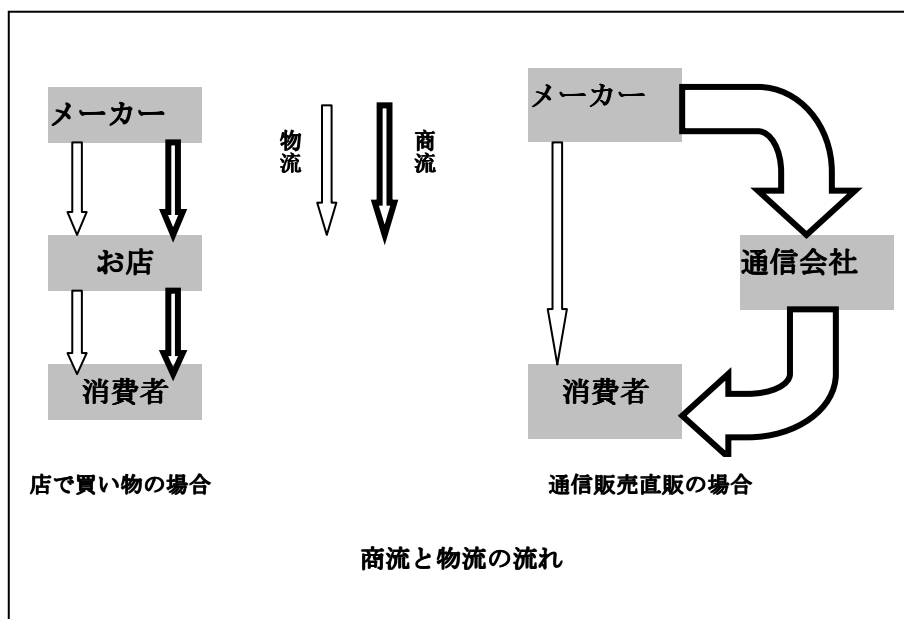 メーカー
お店
消費者
店で買い物の場合
物流
商流
メーカー
通信会社
消費者
通信販売直販の場合
商流と物流の流れ